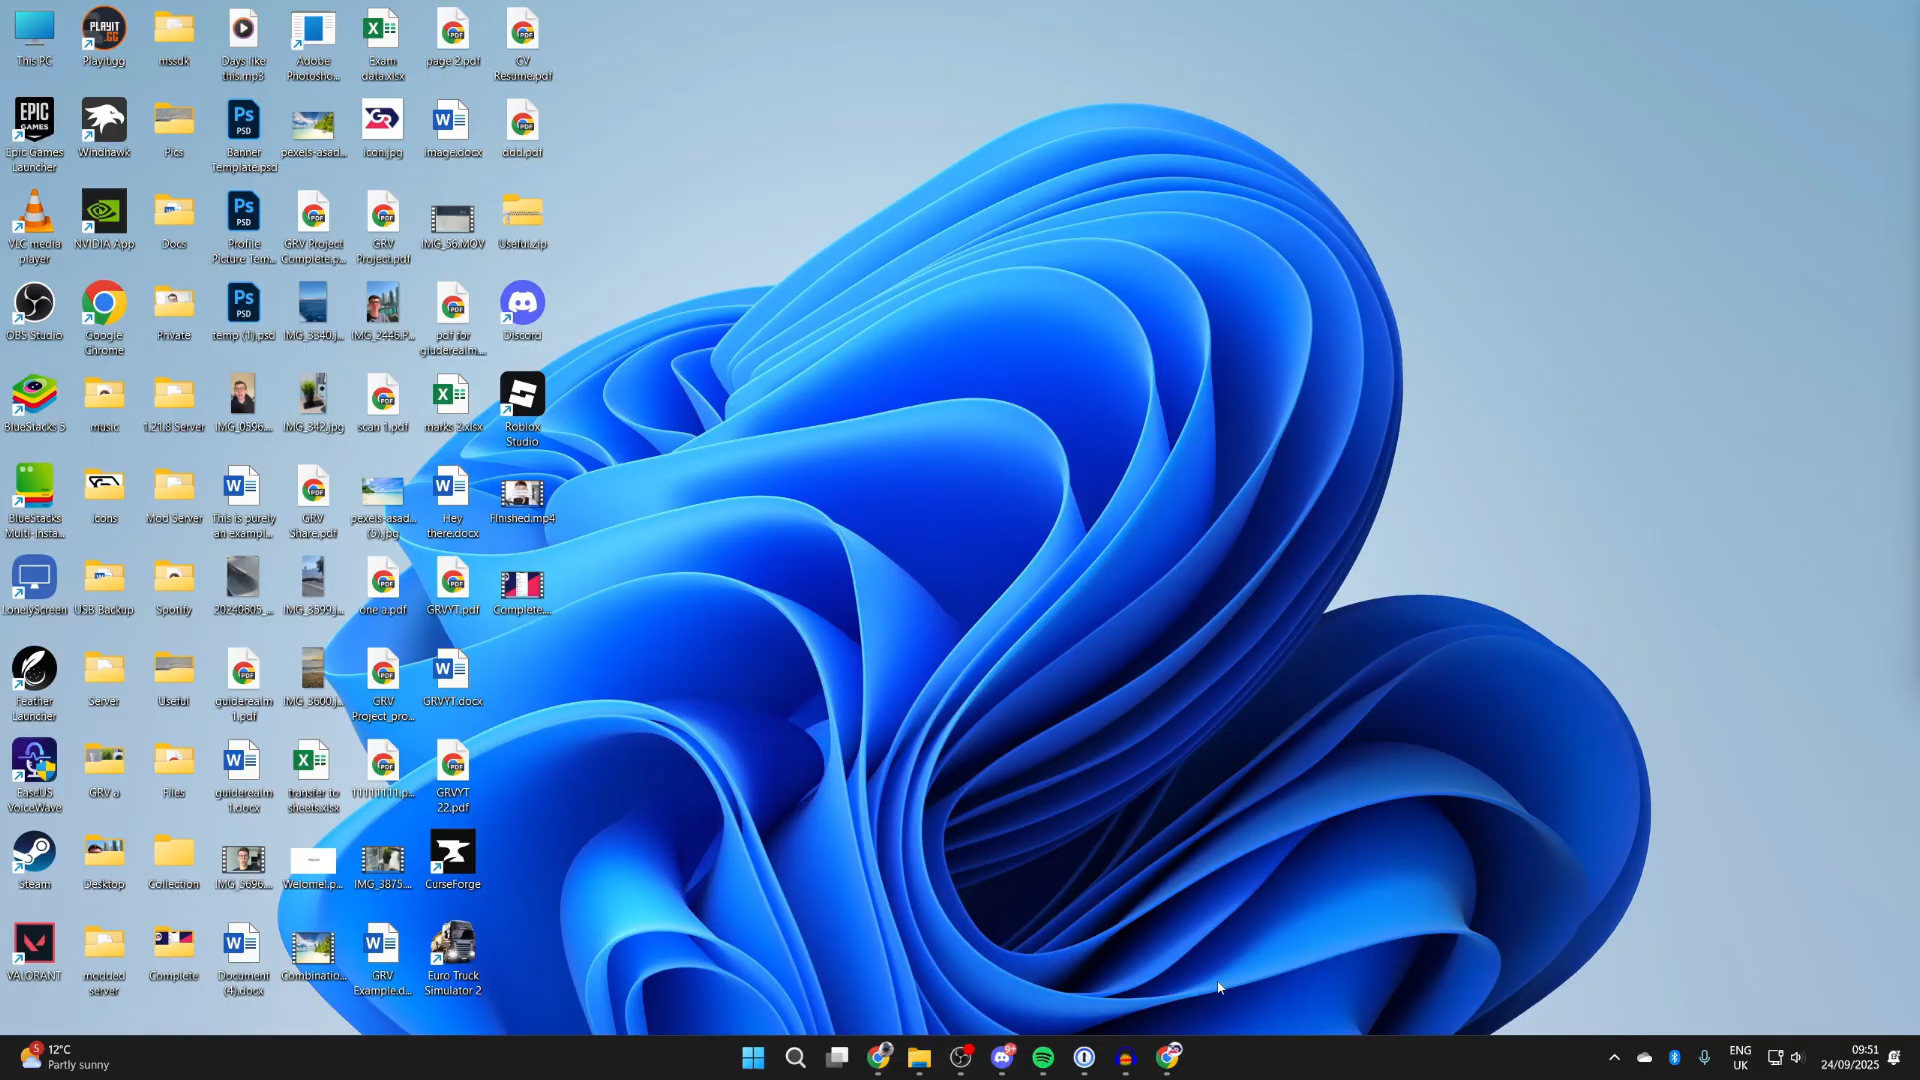 This PC
Playit.gg
mssdk
Days like
this.mp3
Adobe
Photosho...
Exam
data.xlsx
page 2.pdf
CV
Resume.pdf
Epic Games
Launcher
Windhawk
Pics
Banner
Template.psd
pexels-asad...
icon.jpg
image.docx
ddd.pdf
VLC media
player
NVIDIA App
Docs
Profile
Picture Tem...
GRV Project
Complete.p...
GRV
Project.pdf
IMG_56.MOV
Useful.zip
OBS Studio
Google
Chrome
Private
temp (1).psd
IMG_3340.j...
IMG_2446.P...
pdf for
giuderealm....
Discord
BlueStacks 5
music
1.21.8 Server
IMG_0596....
IMG_342.jpg
scan 1.pdf
marks 2.xlsx
Roblox
Studio
BlueStacks
Multi-Insta...
icons
Mod Server
This is purely
an exampl...
GRV
Share.pdf
pexels-asad...
(5).jpg
Hey
there.docx
FInished.mp4
LonelyScreen
USB Backup
Spotify
20240605_...
IMG_3599.j...
one a.pdf
GRVYT.pdf
Complete....
Feather
Launcher
Server
Useful
guiderealm
1.pdf
IMG_3600.j...
GRV
Project_pro...
GRVYT.docx
EaseUS
VoiceWave
GRV a
Files
guiderealm
1.docx
transfer to
sheets.xlsx
11111111.p...
GRVYT
22.pdf
Steam
Desktop
Collection
IMG_3696....
Welome!.p...
IMG_3875....
CurseForge
VALORANT
modded
server
Complete
Document
(4).docx
Combinatio...
GRV
Example.d...
Euro Truck
Simulator 2
5
12°C
Partly sunny
9+
ENG
UK
09:51
24/09/2025